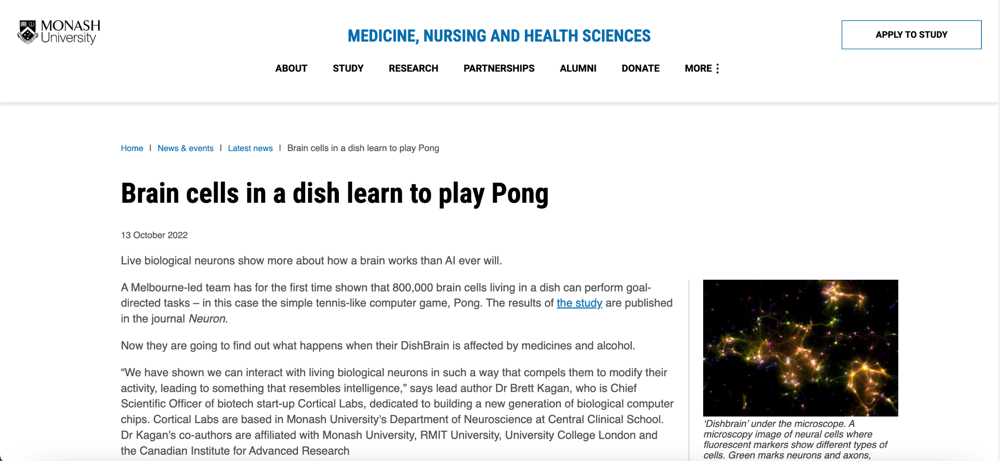 MONASH
University
MEDICINE, NURSING AND HEALTH SCIENCES
APPLY TO STUDY
ABOUT STUDY RESEARCH PARTNERSHIPS ALUMNI DONATE MORE
Home | News & events | Latest news | Brain cells in a dish learn to play Pong
Brain cells in a dish learn to play Pong
13 October 2022
Live biological neurons show more about how a brain works than AI ever will.
A Melbourne-led team has for the first time shown that 800,000 brain cells living in a dish can perform goal-
directed tasks – in this case the simple tennis-like computer game, Pong. The results of the study are published
in the journal Neuron.
Now they are going to find out what happens when their DishBrain is affected by medicines and alcohol.
“We have shown we can interact with living biological neurons in such a way that compels them to modify their
activity, leading to something that resembles intelligence,” says lead author Dr Brett Kagan, who is Chief
Scientific Officer of biotech start-up Cortical Labs, dedicated to building a new generation of biological computer
chips. Cortical Labs are based in Monash University's Department of Neuroscience at Central Clinical School.
Dr Kagan's co-authors are affiliated with Monash University, RMIT University, University College London and
the Canadian Institute for Advanced Research
‘Dishbrain’ under the microscope. A
microscopy image of neural cells where
fluorescent markers show different types of
cells. Green marks neurons and axons,